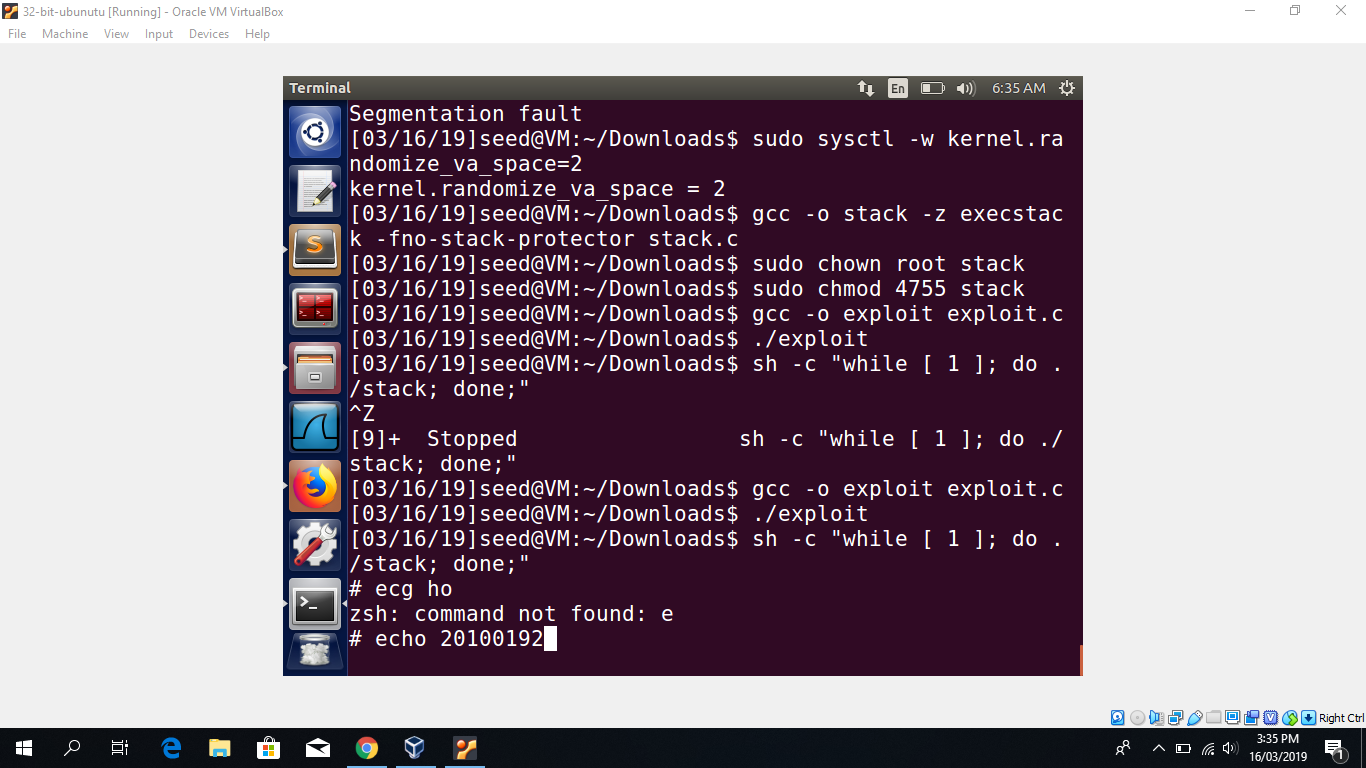 32-bit-ubunutu [Running] - Oracle VM VirtualBox
File Machine View Input Devices Help
Terminal En 6:35 AM
Segmentation fault
[03/16/19]seed@VM:~/Downloads$ sudo sysctl -w kernel.ra
ndomize_va_space=2
kernel.randomize_va_space = 2
[03/16/19]seed@VM:~/Downloads$ gcc -o stack -z execstac
k -fno-stack-protector stack.c
[03/16/19]seed@VM:~/Downloads$ sudo chown root stack
[03/16/19]seed@VM:~/Downloads$ sudo chmod 4755 stack
[03/16/19]seed@VM:~/Downloads$ gcc -o exploit exploit.c
[03/16/19]seed@VM:~/Downloads$ ./exploit
[03/16/19]seed@VM:~/Downloads$ sh -c "while [ 1 ]; do .
/stack; done;"
^Z
[9]+  Stopped                 sh -c "while [ 1 ]; do ./
stack; done;"
[03/16/19]seed@VM:~/Downloads$ gcc -o exploit exploit.c
[03/16/19]seed@VM:~/Downloads$ ./exploit
[03/16/19]seed@VM:~/Downloads$ sh -c "while [ 1 ]; do .
/stack; done;"
# ecg ho
zsh: command not found: e
# echo 20100192
Right Ctrl
3:35 PM
16/03/2019
1